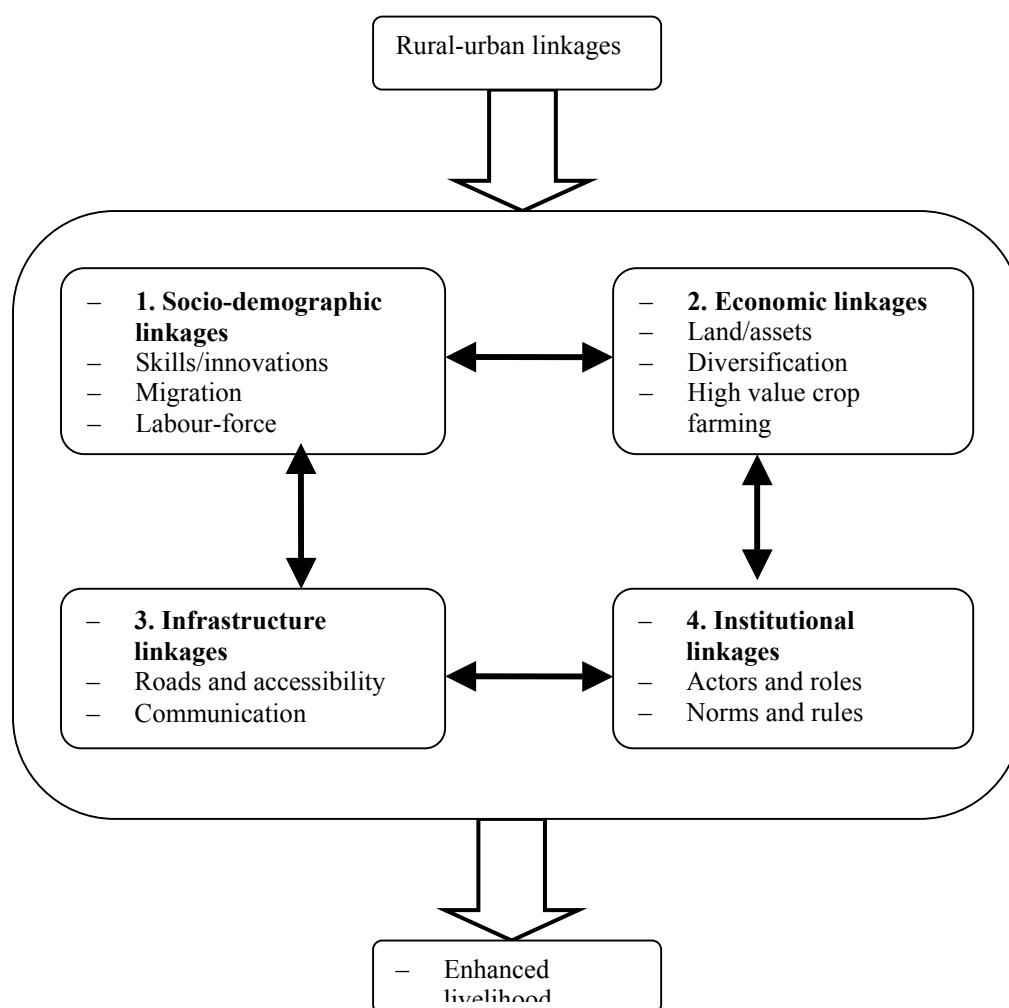 Rural-urban linkages
– 1. Socio-demographic
linkages
– Skills/innovations
– Migration
– Labour-force
– 2. Economic linkages
– Land/assets
– Diversification
– High value crop
farming
– 3. Infrastructure
linkages
– Roads and accessibility
– Communication
– 4. Institutional
linkages
– Actors and roles
– Norms and rules
– Enhanced
livelihood